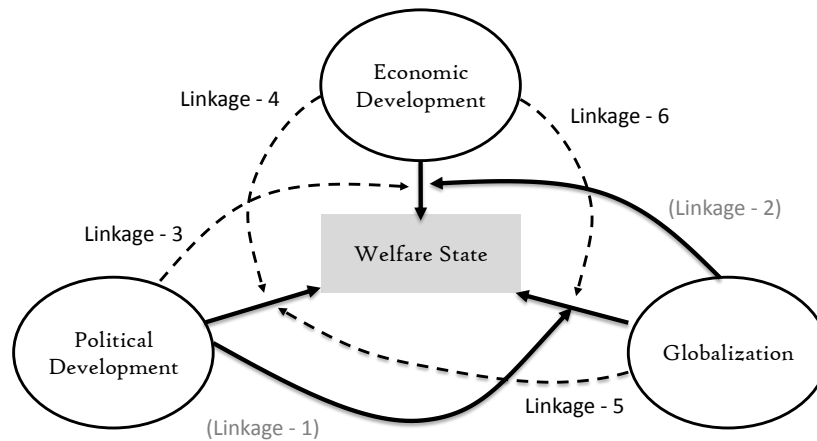 Economic
Development
Linkage - 4
Linkage - 6
(Linkage - 2)
Linkage - 3
Welfare State
Political
Development
Globalization
Linkage - 5
(Linkage - 1)